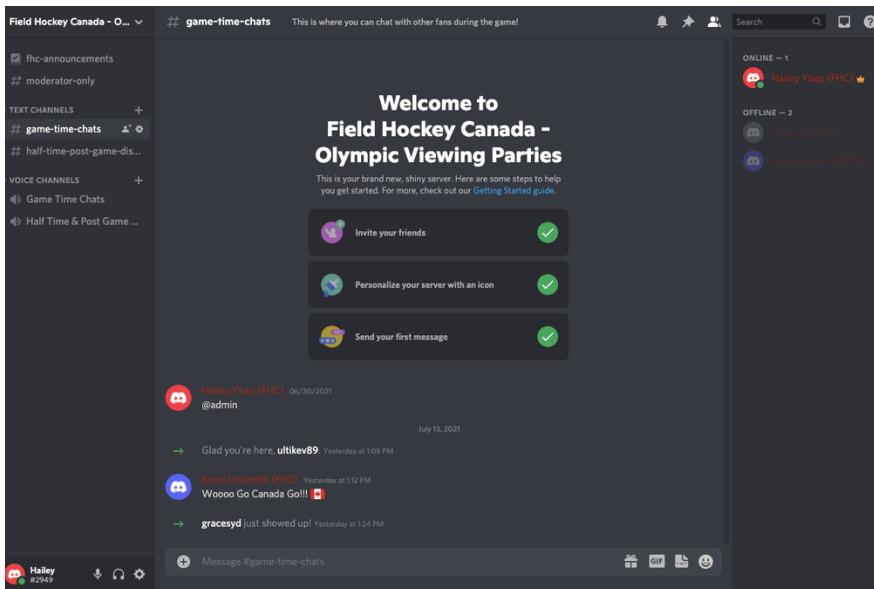 Field Hockey Canada - O...
# game-time-chats
This is where you can chat with other fans during the game!
Search
fhc-announcements
moderator-only
TEXT CHANNELS
game-time-chats
half-time-post-game-dis...
VOICE CHANNELS
Game Time Chats
Half Time & Post Game ...
Welcome to
Field Hockey Canada -
Olympic Viewing Parties
This is your brand new, shiny server. Here are some steps to help
you get started. For more, check out our Getting Started guide.
Invite your friends
Personalize your server with an icon
Send your first message
Hailey Yhap (FHC) 06/30/2021
@admin
July 13, 2021
Glad you're here, ultikev89. Yesterday at 1:08 PM
Kevin Underhill (FHC) Yesterday at 1:12 PM
Woooo Go Canada Go!!!
gracesyd just showed up! Yesterday at 1:24 PM
Message #game-time-chats
GIF
ONLINE — 1
Hailey Yhap (FHC)
OFFLINE — 2
Hailey
#2949